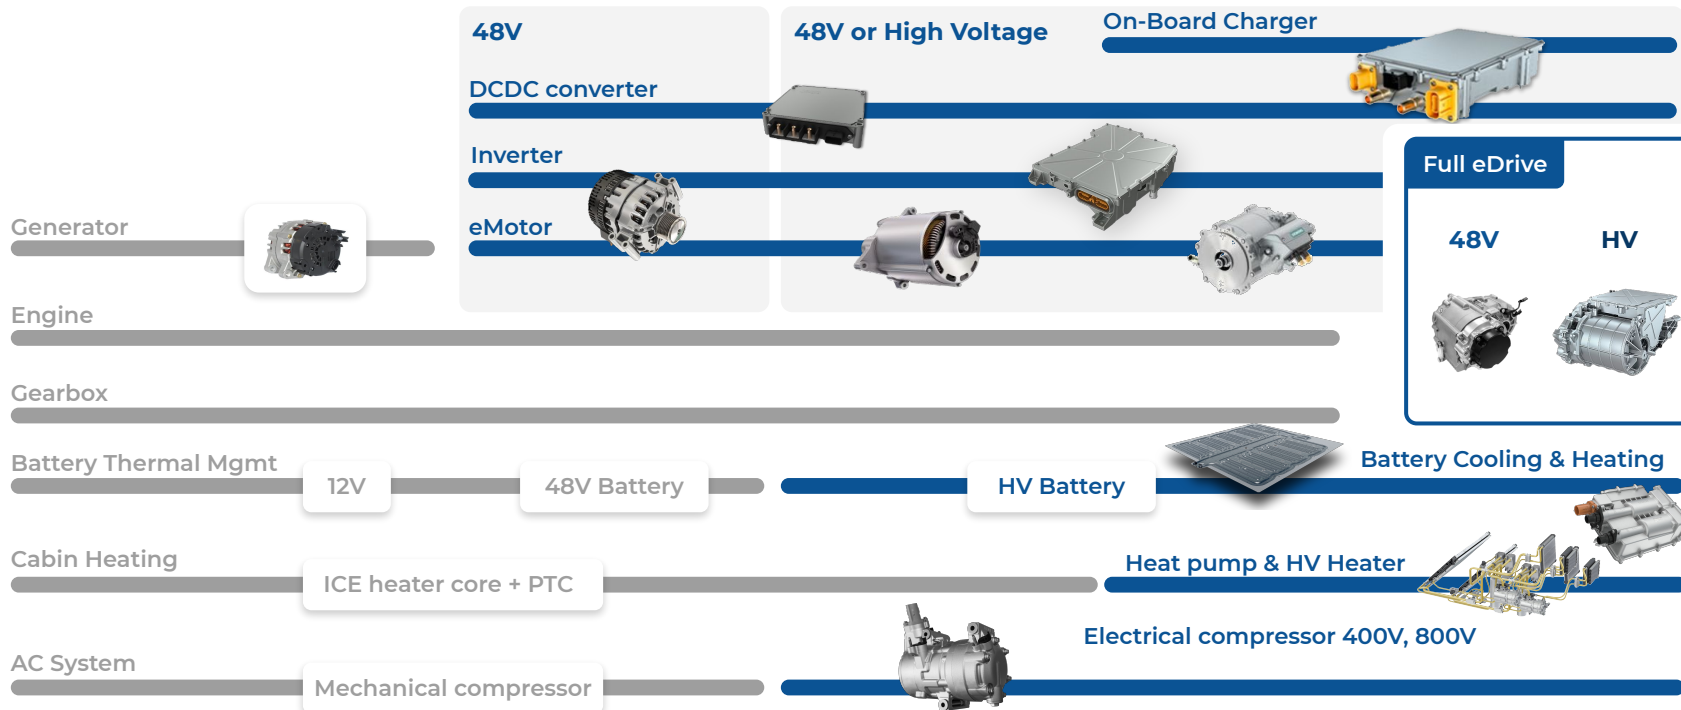 48V
48V or High Voltage
On-Board Charger
DCDC converter
Inverter
Full eDrive
Generator
eMotor
48V
HV
Engine
Gearbox
Battery Thermal Mgmt
Battery Cooling & Heating
12V
48V Battery
HV Battery
Cabin Heating
Heat pump & HV Heater
ICE heater core + PTC
Electrical compressor 400V, 800V
AC System
Mechanical compressor